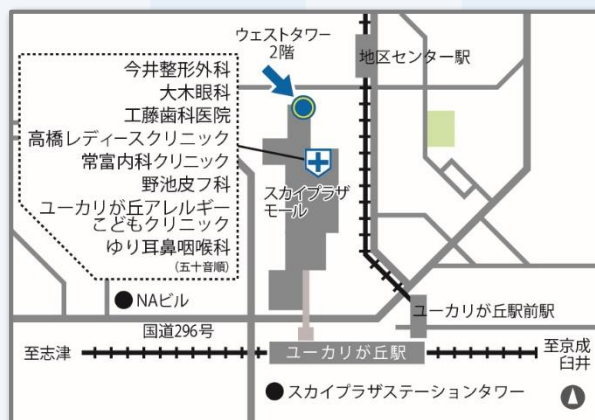 ウェストタワー
2階
地区センター駅
今井整形外科
大木眼科
工藤歯科医院
高橋レディースクリニック
常富内科クリニック
野池皮フ科
ユーカリが丘アレルギー
こどもクリニック
ゆり耳鼻咽喉科
(五十音順)
スカイプラザ
モール
NAビル
ユーカリが丘駅前駅
国道296号
至志津
ユーカリが丘駅
至京成
臼井
スカイプラザステーションタワー